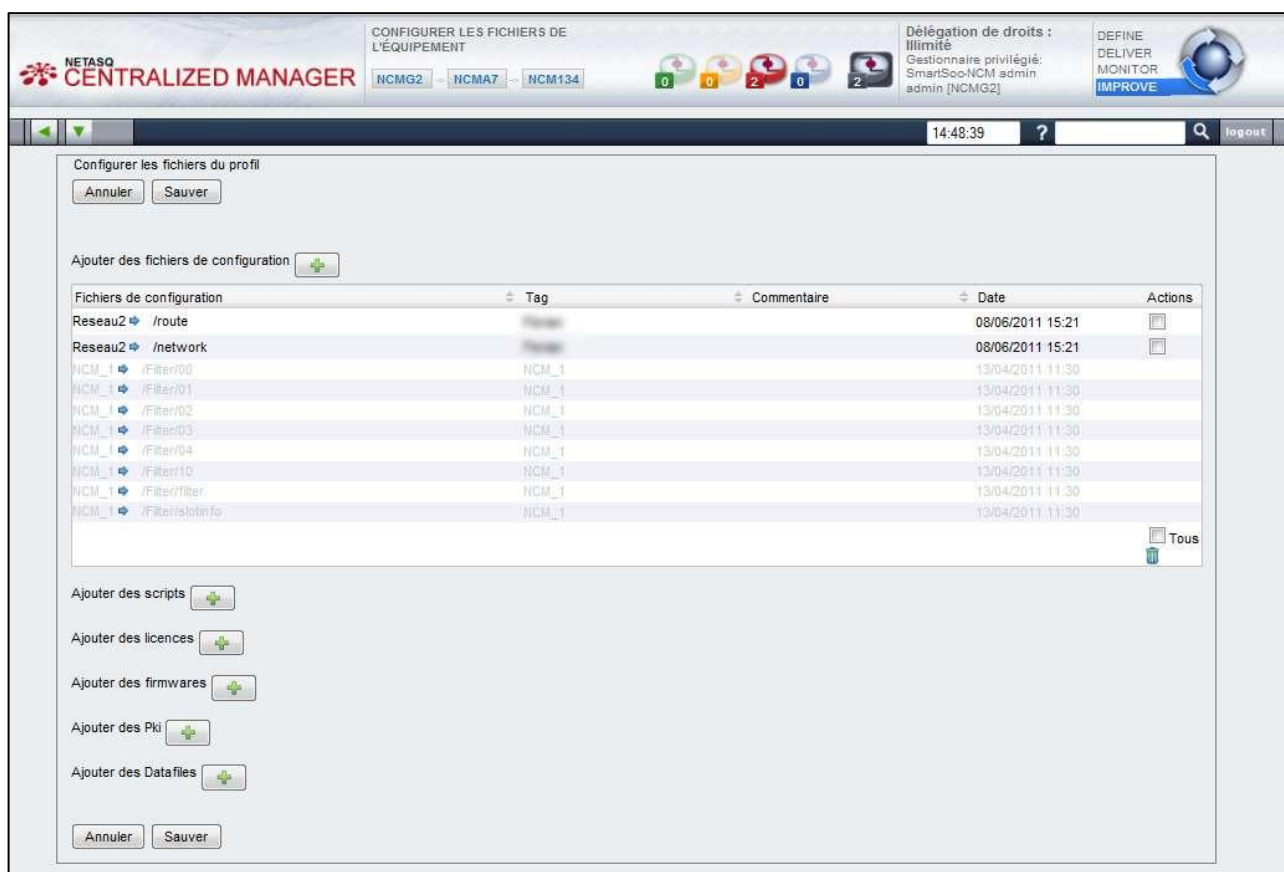 NETASQ
CENTRALIZED MANAGER
CONFIGURER LES FICHIERS DE
L'ÉQUIPEMENT
NCMG2 NCMA7 NCM134
0 0 2 0 2
Délégation de droits :
Illimité
Gestionnaire privilégié:
SmartSoo-NCM admin
admin [NCMG2]
DEFINE
DELIVER
MONITOR
IMPROVE
14:48:39 ? logout
Configurer les fichiers du profil
Annuler Sauver
Ajouter des fichiers de configuration
Fichiers de configuration Tag Commentaire Date Actions
Reseau2 /route 08/06/2011 15:21
Reseau2 /network 08/06/2011 15:21
NCM_1 /Filter/00 NCM_1 13/04/2011 11:30
NCM_1 /Filter/01 NCM_1 13/04/2011 11:30
NCM_1 /Filter/02 NCM_1 13/04/2011 11:30
NCM_1 /Filter/03 NCM_1 13/04/2011 11:30
NCM_1 /Filter/04 NCM_1 13/04/2011 11:30
NCM_1 /Filter/10 NCM_1 13/04/2011 11:30
NCM_1 /Filter/filter NCM_1 13/04/2011 11:30
NCM_1 /Filter/slotinfo NCM_1 13/04/2011 11:30
Tous
Ajouter des scripts
Ajouter des licences
Ajouter des firmwares
Ajouter des Pki
Ajouter des Datafiles
Annuler Sauver